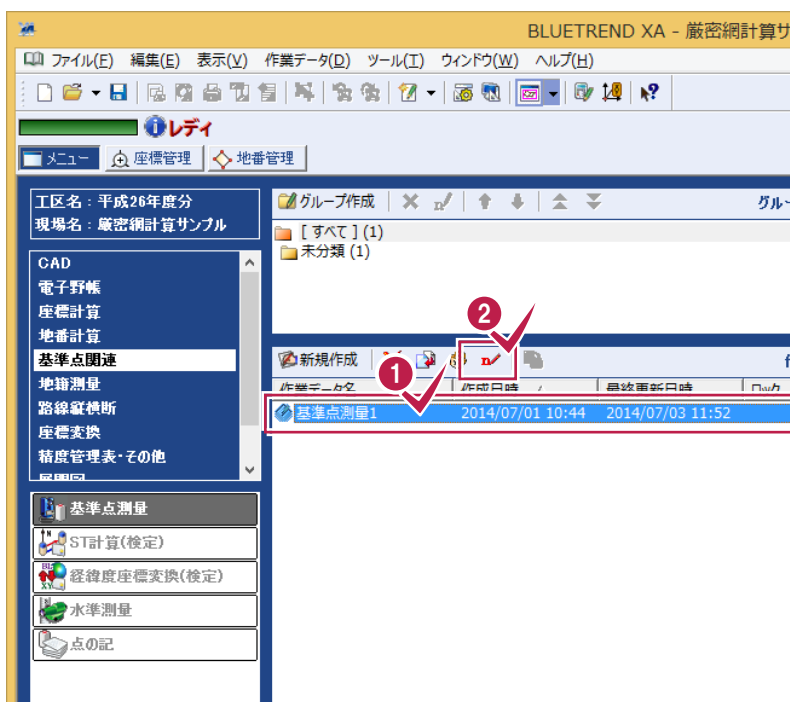 BLUETREND XA - 厳密網計算サ
ファイル(F) 編集(E) 表示(V) 作業データ(D) ツール(T) ウィンドウ(W) ヘルプ(H)
レディ
メニュー 座標管理 地番管理
工区名：平成26年度分
現場名：厳密網計算サンプル
グループ作成 グルー
[すべて] (1)
未分類 (1)
CAD
電子野帳
座標計算
地番計算
基準点関連
地籍測量
路線縦横断
座標変換
精度管理表・その他
展開図
2
新規作成
1
作業データ名 作成日時 / 最終更新日時 ロック
基準点測量1 2014/07/01 10:44 2014/07/03 11:52
基準点測量
ST計算(検定)
経緯度座標変換(検定)
水準測量
点の記